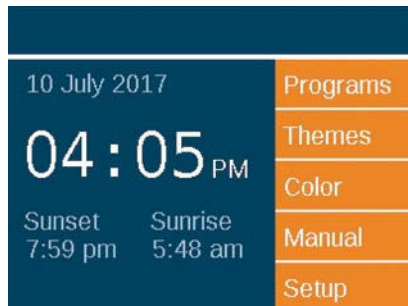 10 July 2017
04:05 PM
Sunset Sunrise
7:59 pm 5:48 am
Programs
Themes
Color
Manual
Setup